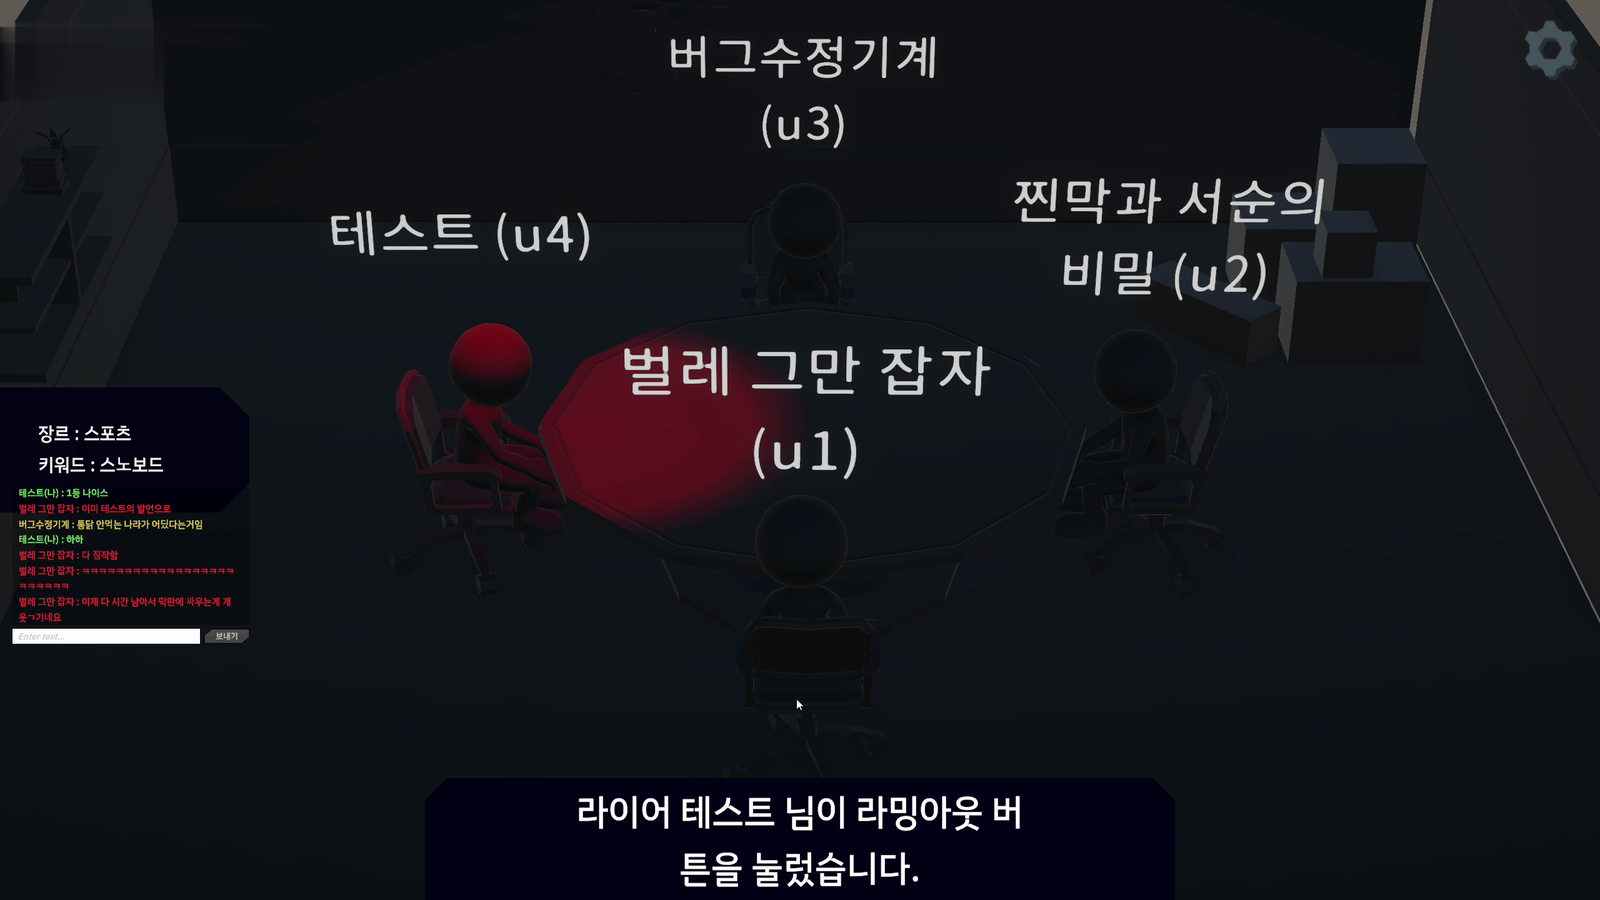 버그수정기계
(u3)
찐막과 서순의
비밀 (u2)
테스트 (u4)
벌레 그만 잡자
(u1)
장르 : 스포츠
키워드 : 스노보드
테스트(나) : 1등 나이스
벌레 그만 잡자 : 이미 테스트의 발언으로
버그수정기계 : 통닭 안먹는 나라가 어딨다는거임
테스트(나) : 하하
벌레 그만 잡자 : 다 짐작함
벌레 그만 잡자 : ㅋㅋㅋㅋㅋㅋㅋㅋㅋㅋㅋㅋㅋㅋㅋㅋㅋㅋ
ㅋㅋㅋㅋㅋㅋ
벌레 그만 잡자 : 이제 다 시간 남아서 막판에 싸우는게 개
웃ㄱ기네요
Enter text...
보내기
라이어 테스트 님이 라밍아웃 버
튼을 눌렀습니다.